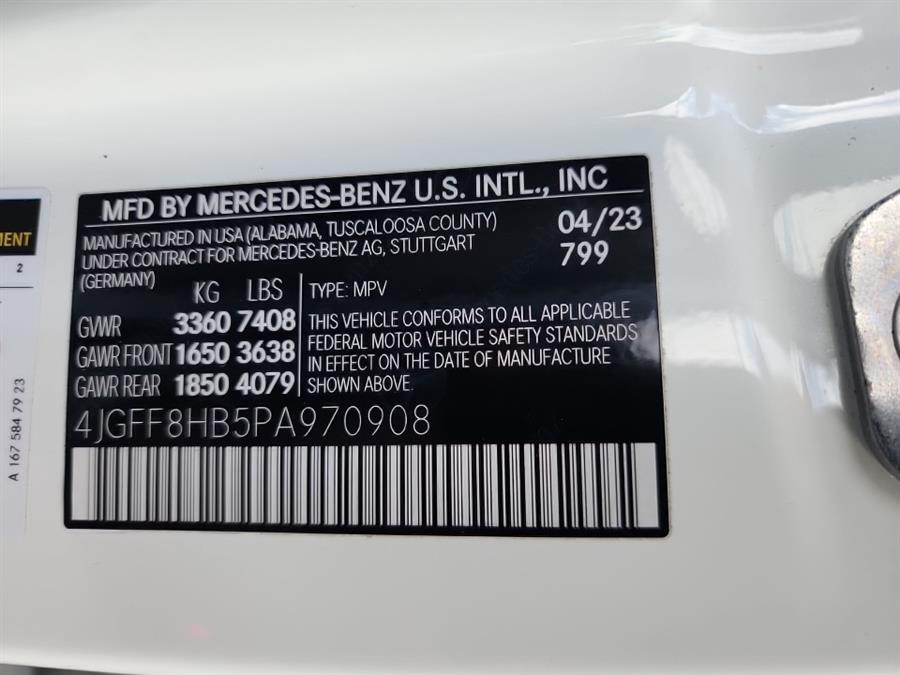 MENT
2
A 167 584 79 23
MFD BY MERCEDES-BENZ U.S. INTL., INC
MANUFACTURED IN USA (ALABAMA, TUSCALOOSA COUNTY)
UNDER CONTRACT FOR MERCEDES-BENZ AG, STUTTGART
(GERMANY)
04/23
799
KG LBS
GVWR 3360 7408
GAWR FRONT 1650 3638
GAWR REAR 1850 4079
TYPE: MPV
THIS VEHICLE CONFORMS TO ALL APPLICABLE
FEDERAL MOTOR VEHICLE SAFETY STANDARDS
IN EFFECT ON THE DATE OF MANUFACTURE
SHOWN ABOVE.
4JGFF8HB5PA970908